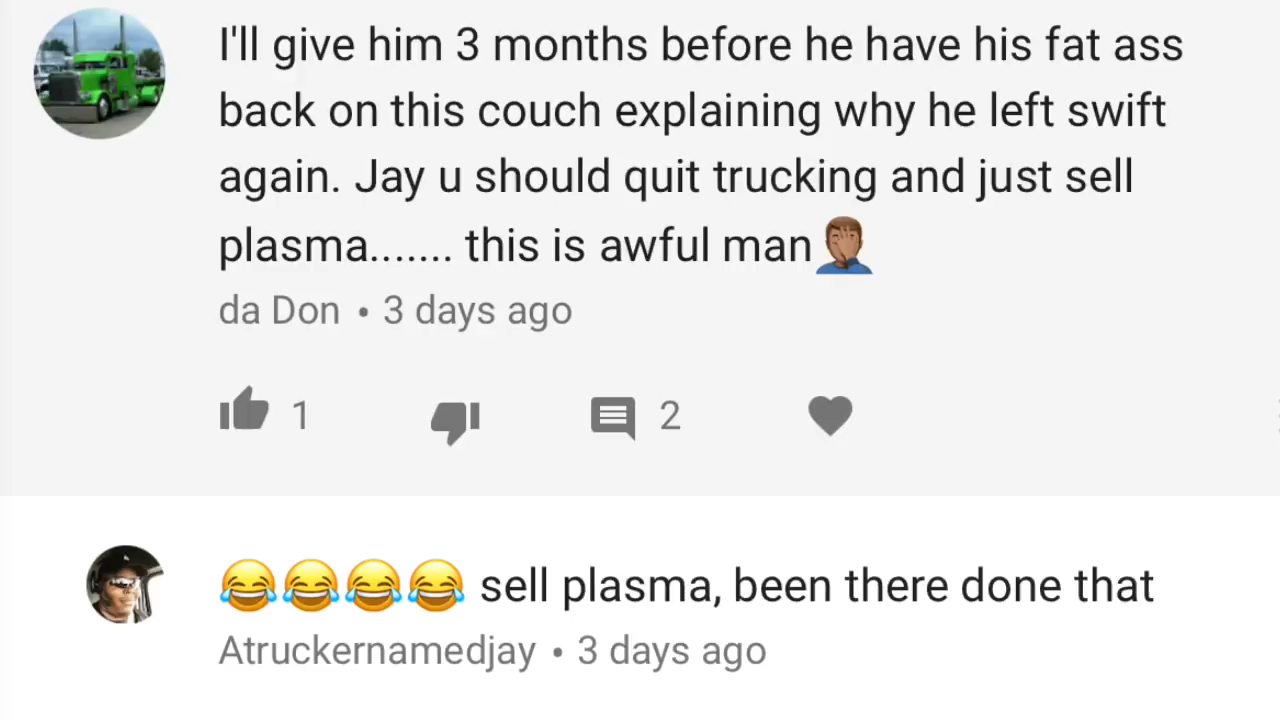 I'll give him 3 months before he have his fat ass
back on this couch explaining why he left swift
again. Jay u should quit trucking and just sell
plasma....... this is awful man🤦🏾‍♂️
da Don • 3 days ago
1 2
😂😂😂😂 sell plasma, been there done that
Atruckernamedjay • 3 days ago